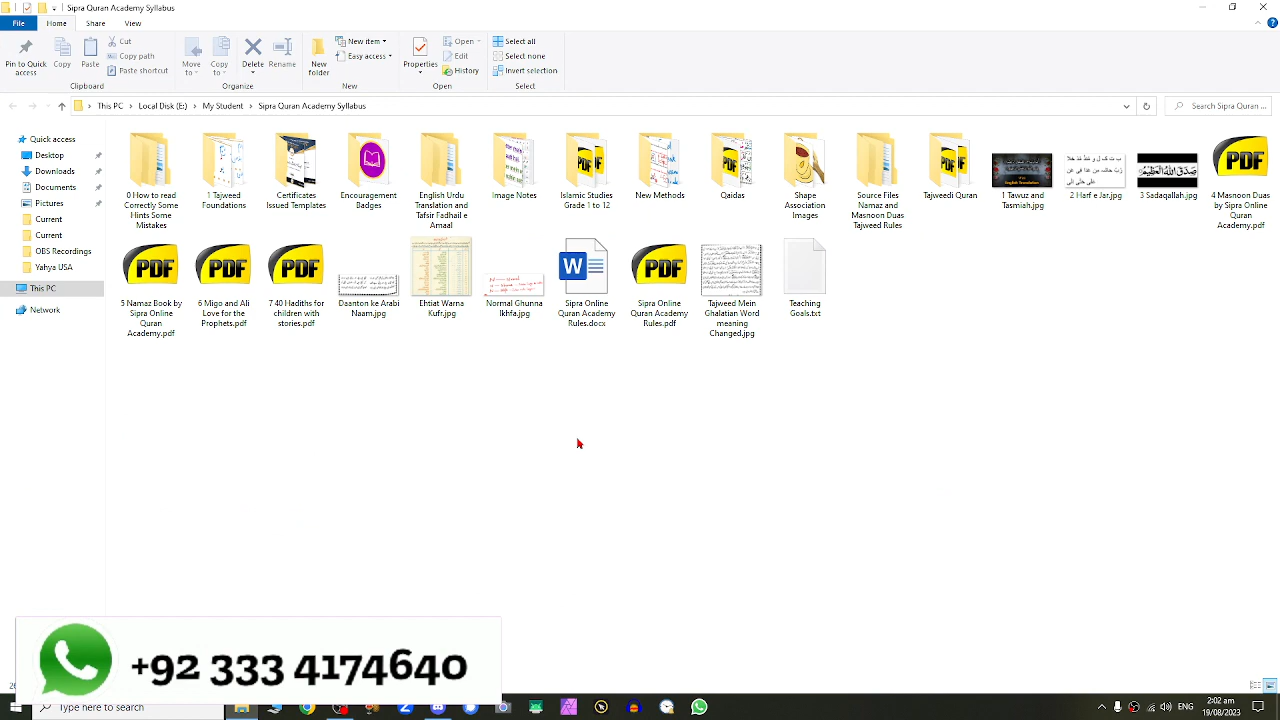 Sipra Quran Academy Syllabus
File Home Share View
Pin to Quick access
Copy
Paste
Cut
Copy path
Paste shortcut
Clipboard
Move to
Copy to
Delete
Rename
Organize
New folder
New item
Easy access
New
Properties
Open
Edit
History
Open
Select all
Select none
Invert selection
Select
This PC > Local Disk (E:) > My Student > Sipra Quran Academy Syllabus
Search Sipra Quran ...
Quick access
Desktop
Downloads
Documents
Pictures
Current
Current
OBS Recordings
Yahya USA
This PC
Network
0 How to read Correctly Some Hints Some Mistakes
1 Tajweed Foundations
Certificates Issued Templates
Encouragement Badges
English Urdu Translation and Tafsir Fadhail e Amaal
Image Notes
Islamic Studies Grade 1 to 12
New Methods
Qaidas
Shape Association Images
Source Files Namaz and Masnoon Duas Tajweed Rules
Tajweedi Quran
1 Tawuz and Tasmiah.jpg
2 Harf e Jar.jpg
3 Sadaqallah.jpg
4 Masnoon Duas by Sipra Online Quran Academy.pdf
PDF
English Translation
صَدَقَ اللهُ الْعَظِيْمُ
5 Namaz Book by Sipra Online Quran Academy.pdf
6 Migo and Ali Love for the Prophets.pdf
7 40 Hadiths for children with stories.pdf
Daanton ke Arabi Naam.jpg
Ehtiat Warna Kufr.jpg
Normal Ghunna Ikhfa.jpg
Sipra Online Quran Academy Rules.docx
Sipra Online Quran Academy Rules.pdf
Tajweed Mein Ghalatian Word meaning Changed.jpg
Teaching Goals.txt
PDF PDF PDF W PDF
+92 333 4174640
Type here to search
ENG
2:02 am